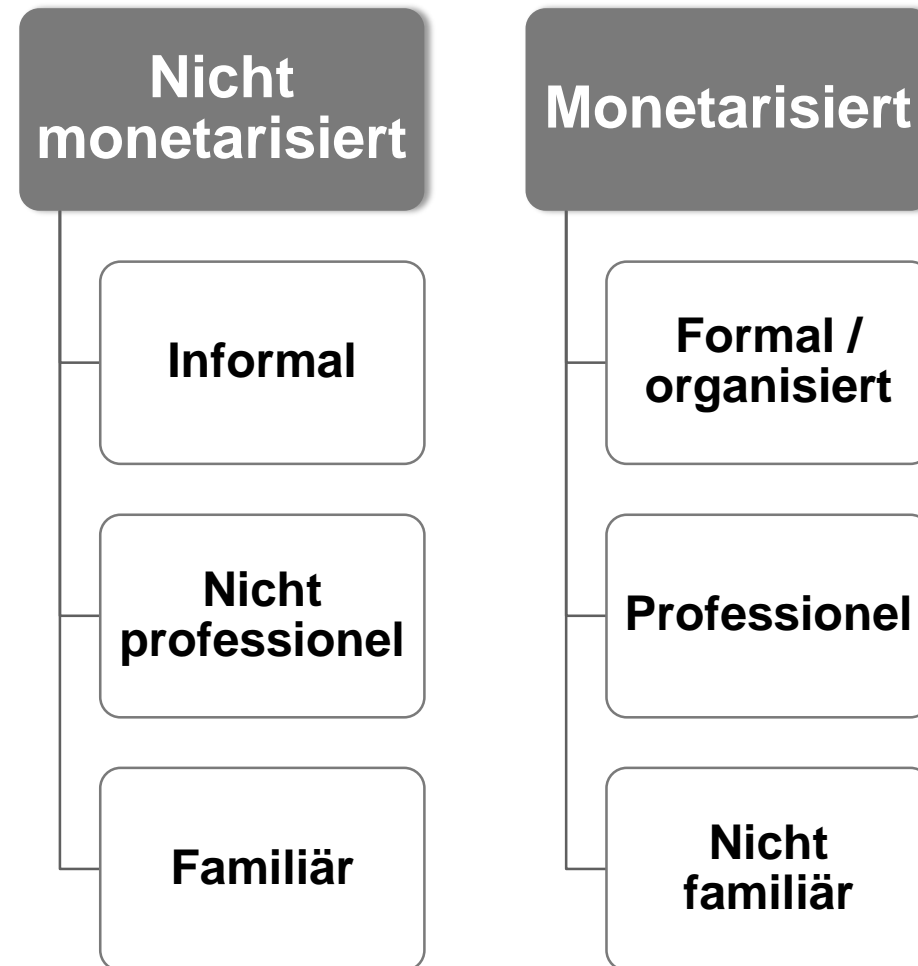 Nicht
monetarisiert
Informal
Nicht
professionel
Familiär
Monetarisiert
Formal /
organisiert
Professionel
Nicht
familiär